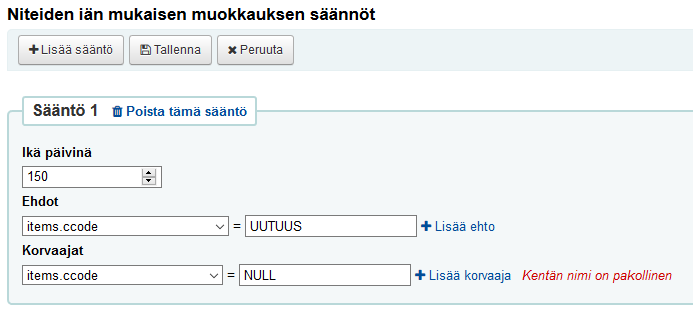 Niteiden iän mukaisen muokkauksen säännöt
Lisää sääntö Tallenna Peruuta
Sääntö 1 Poista tämä sääntö
Ikä päivinä
150
Ehdot
items.ccode = UUTUUS Lisää ehto
Korvaajat
items.ccode = NULL Lisää korvaaja Kentän nimi on pakollinen